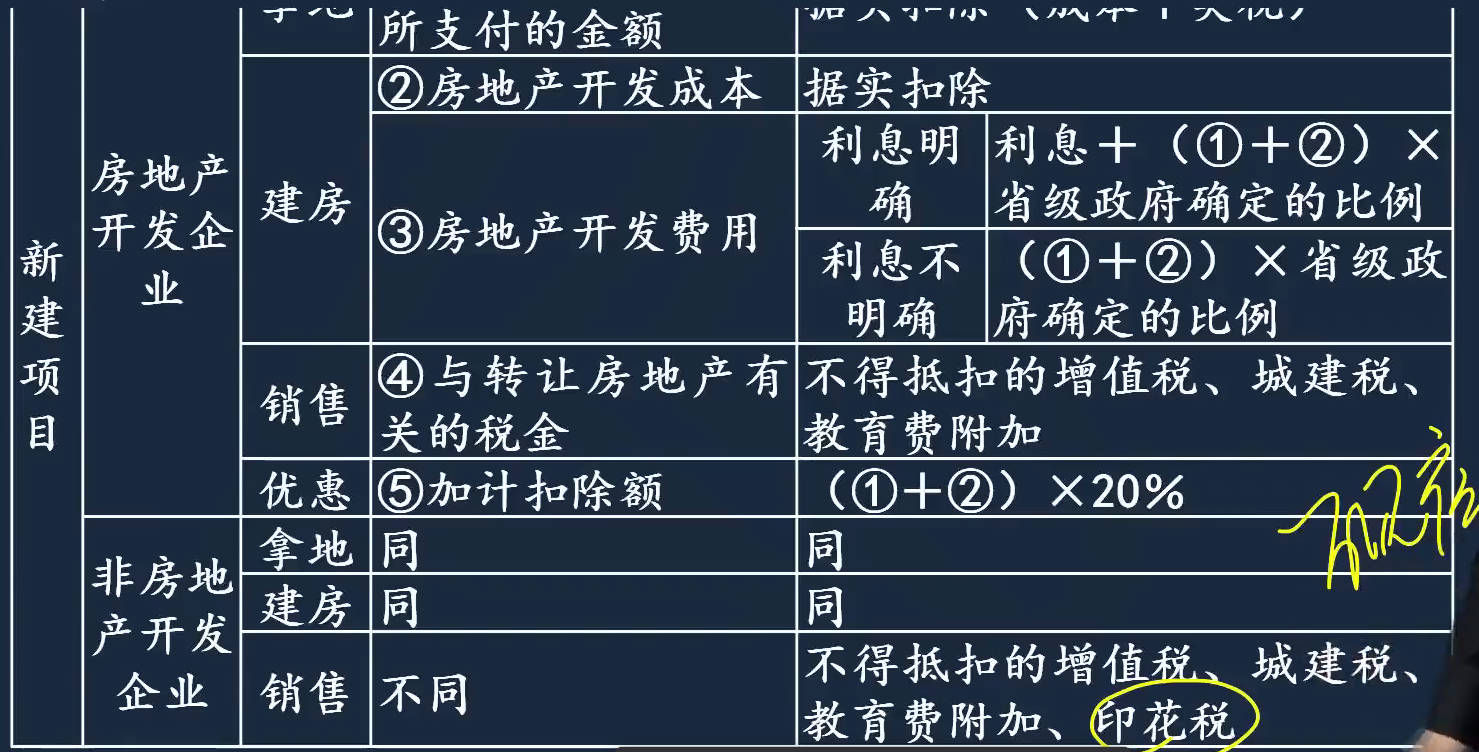 所支付的金额
②房地产开发成本 据实扣除
房地产
开发企
业
建房
③房地产开发费用
利息明
确
利息＋（①＋②）×
省级政府确定的比例
利息不
明确
（①＋②）×省级政
府确定的比例
新
建
项
目
销售
④与转让房地产有
关的税金
不得抵扣的增值税、城建税、
教育费附加
优惠 ⑤加计扣除额 （①＋②）×20%
非房地
产开发
企业
拿地 同 同
建房 同 同
销售 不同
不得抵扣的增值税、城建税、
教育费附加、印花税